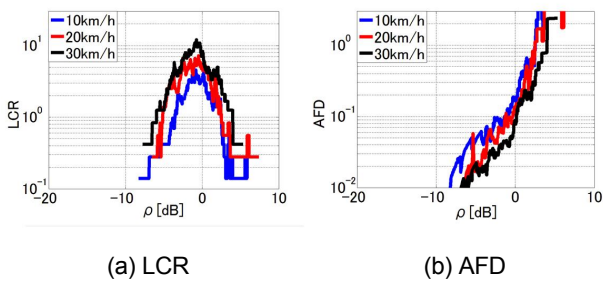 10km/h
20km/h
30km/h
LCR
10^1
10^0
10^-1
-20
-10
0
10
ρ [dB]
10km/h
20km/h
30km/h
AFD
10^0
10^-1
10^-2
-20
-10
0
10
ρ [dB]
(a) LCR
(b) AFD